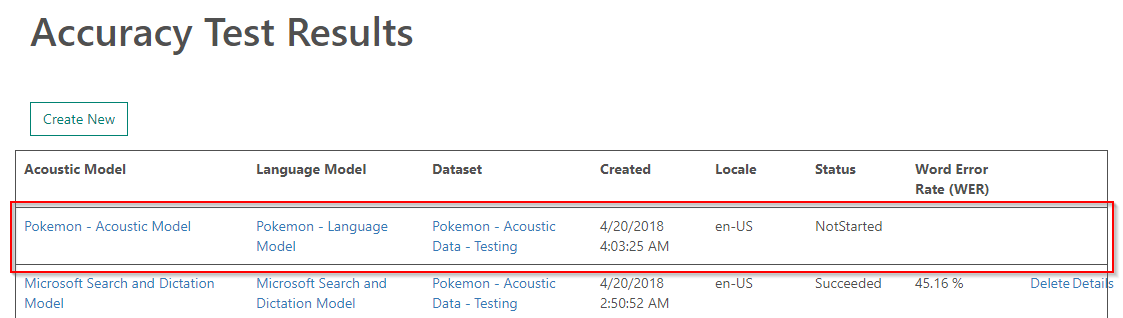 Accuracy Test Results
Create New
Acoustic Model Language Model Dataset Created Locale Status Word Error
Rate (WER)
Pokemon - Acoustic Model Pokemon - Language Pokemon - Acoustic 4/20/2018 en-US NotStarted
Model Data - Testing 4:03:25 AM
Microsoft Search and Dictation Microsoft Search and Pokemon - Acoustic 4/20/2018 en-US Succeeded 45.16 % Delete Details
Model Dictation Model Data - Testing 2:50:52 AM